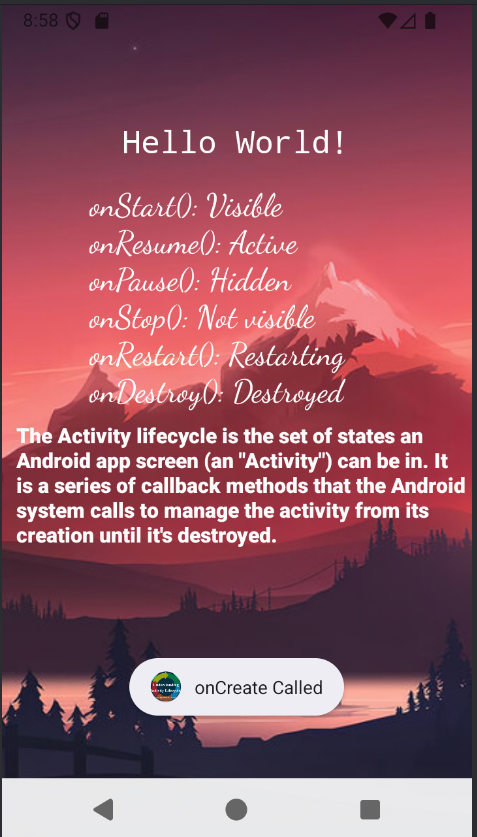 8:58
Hello World!
onStart(): Visible
onResume(): Active
onPause(): Hidden
onStop(): Not visible
onRestart(): Restarting
onDestroy(): Destroyed
The Activity lifecycle is the set of states an
Android app screen (an "Activity") can be in. It
is a series of callback methods that the Android
system calls to manage the activity from its
creation until it's destroyed.
onCreate Called